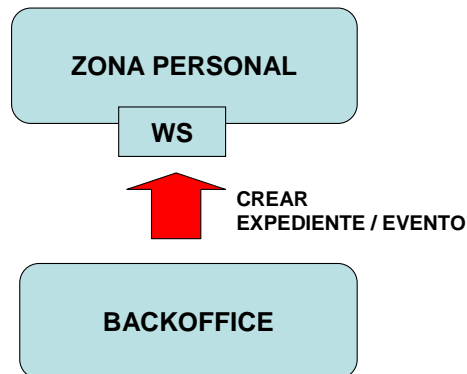 ZONA PERSONAL
WS
CREAR
EXPEDIENTE / EVENTO
BACKOFFICE